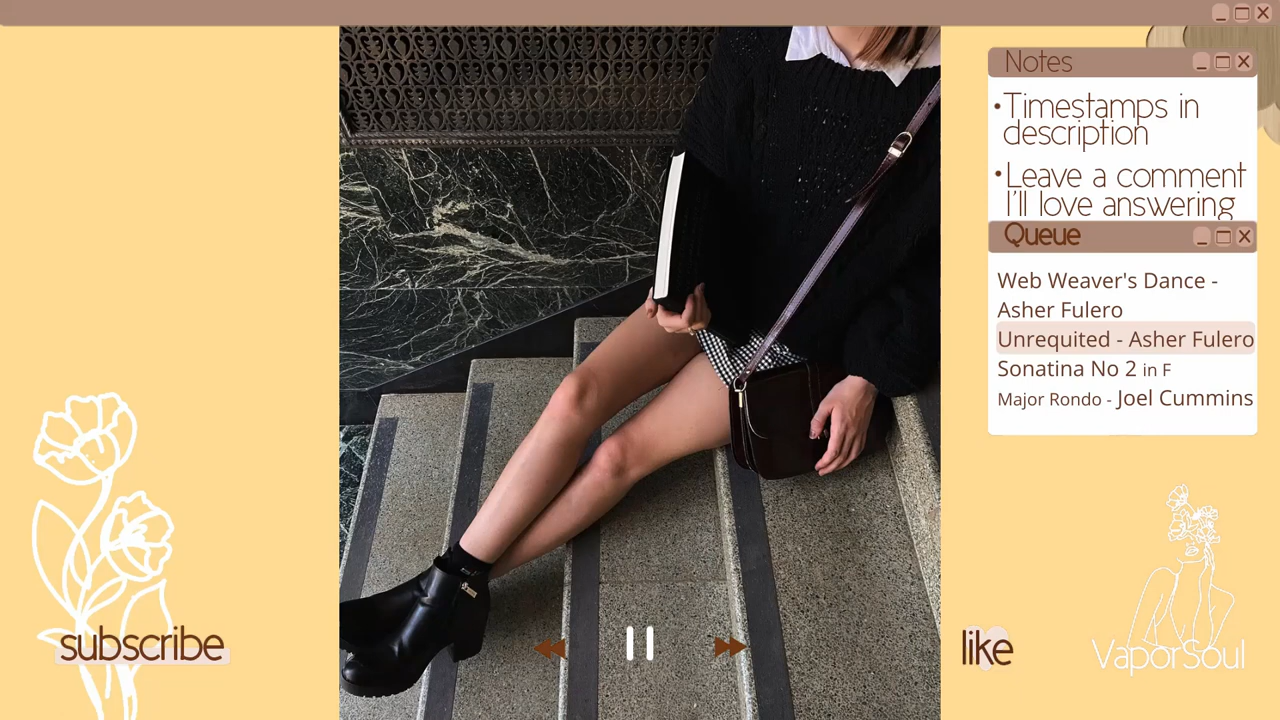 Notes
•Timestamps in
description
•Leave a comment
I'll love answering
Queue
Web Weaver's Dance -
Asher Fulero
Unrequited - Asher Fulero
Sonatina No 2 in F
Major Rondo - Joel Cummins
subscribe
like
VaporSoul